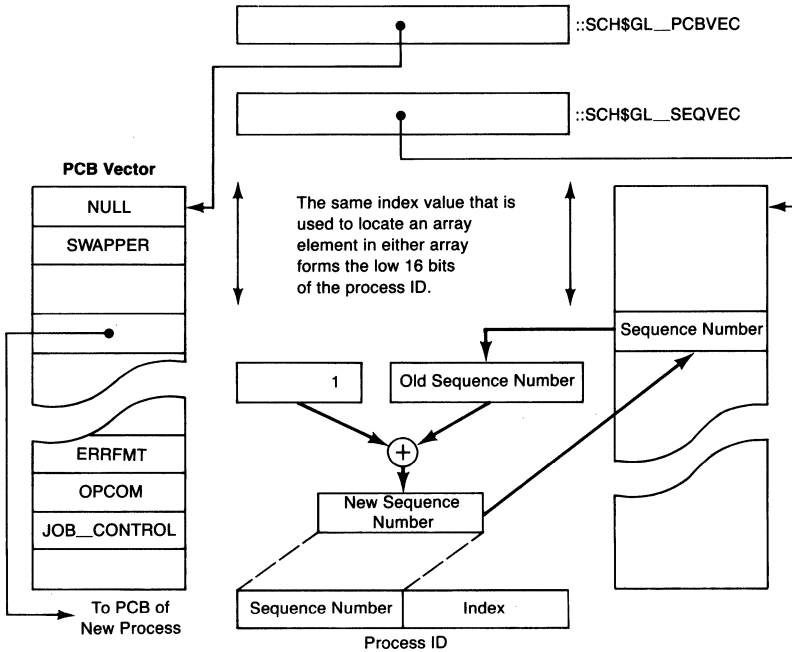 ::SCH$GL__PCBVEC
::SCH$GL__SEQVEC
PCB Vector
NULL
SWAPPER
The same index value that is
used to locate an array
element in either array
forms the low 16 bits
of the process ID.
Sequence Number
1
Old Sequence Number
+
ERRFMT
OPCOM
JOB__CONTROL
New Sequence
Number
To PCB of
New Process
Sequence Number
Index
Process ID